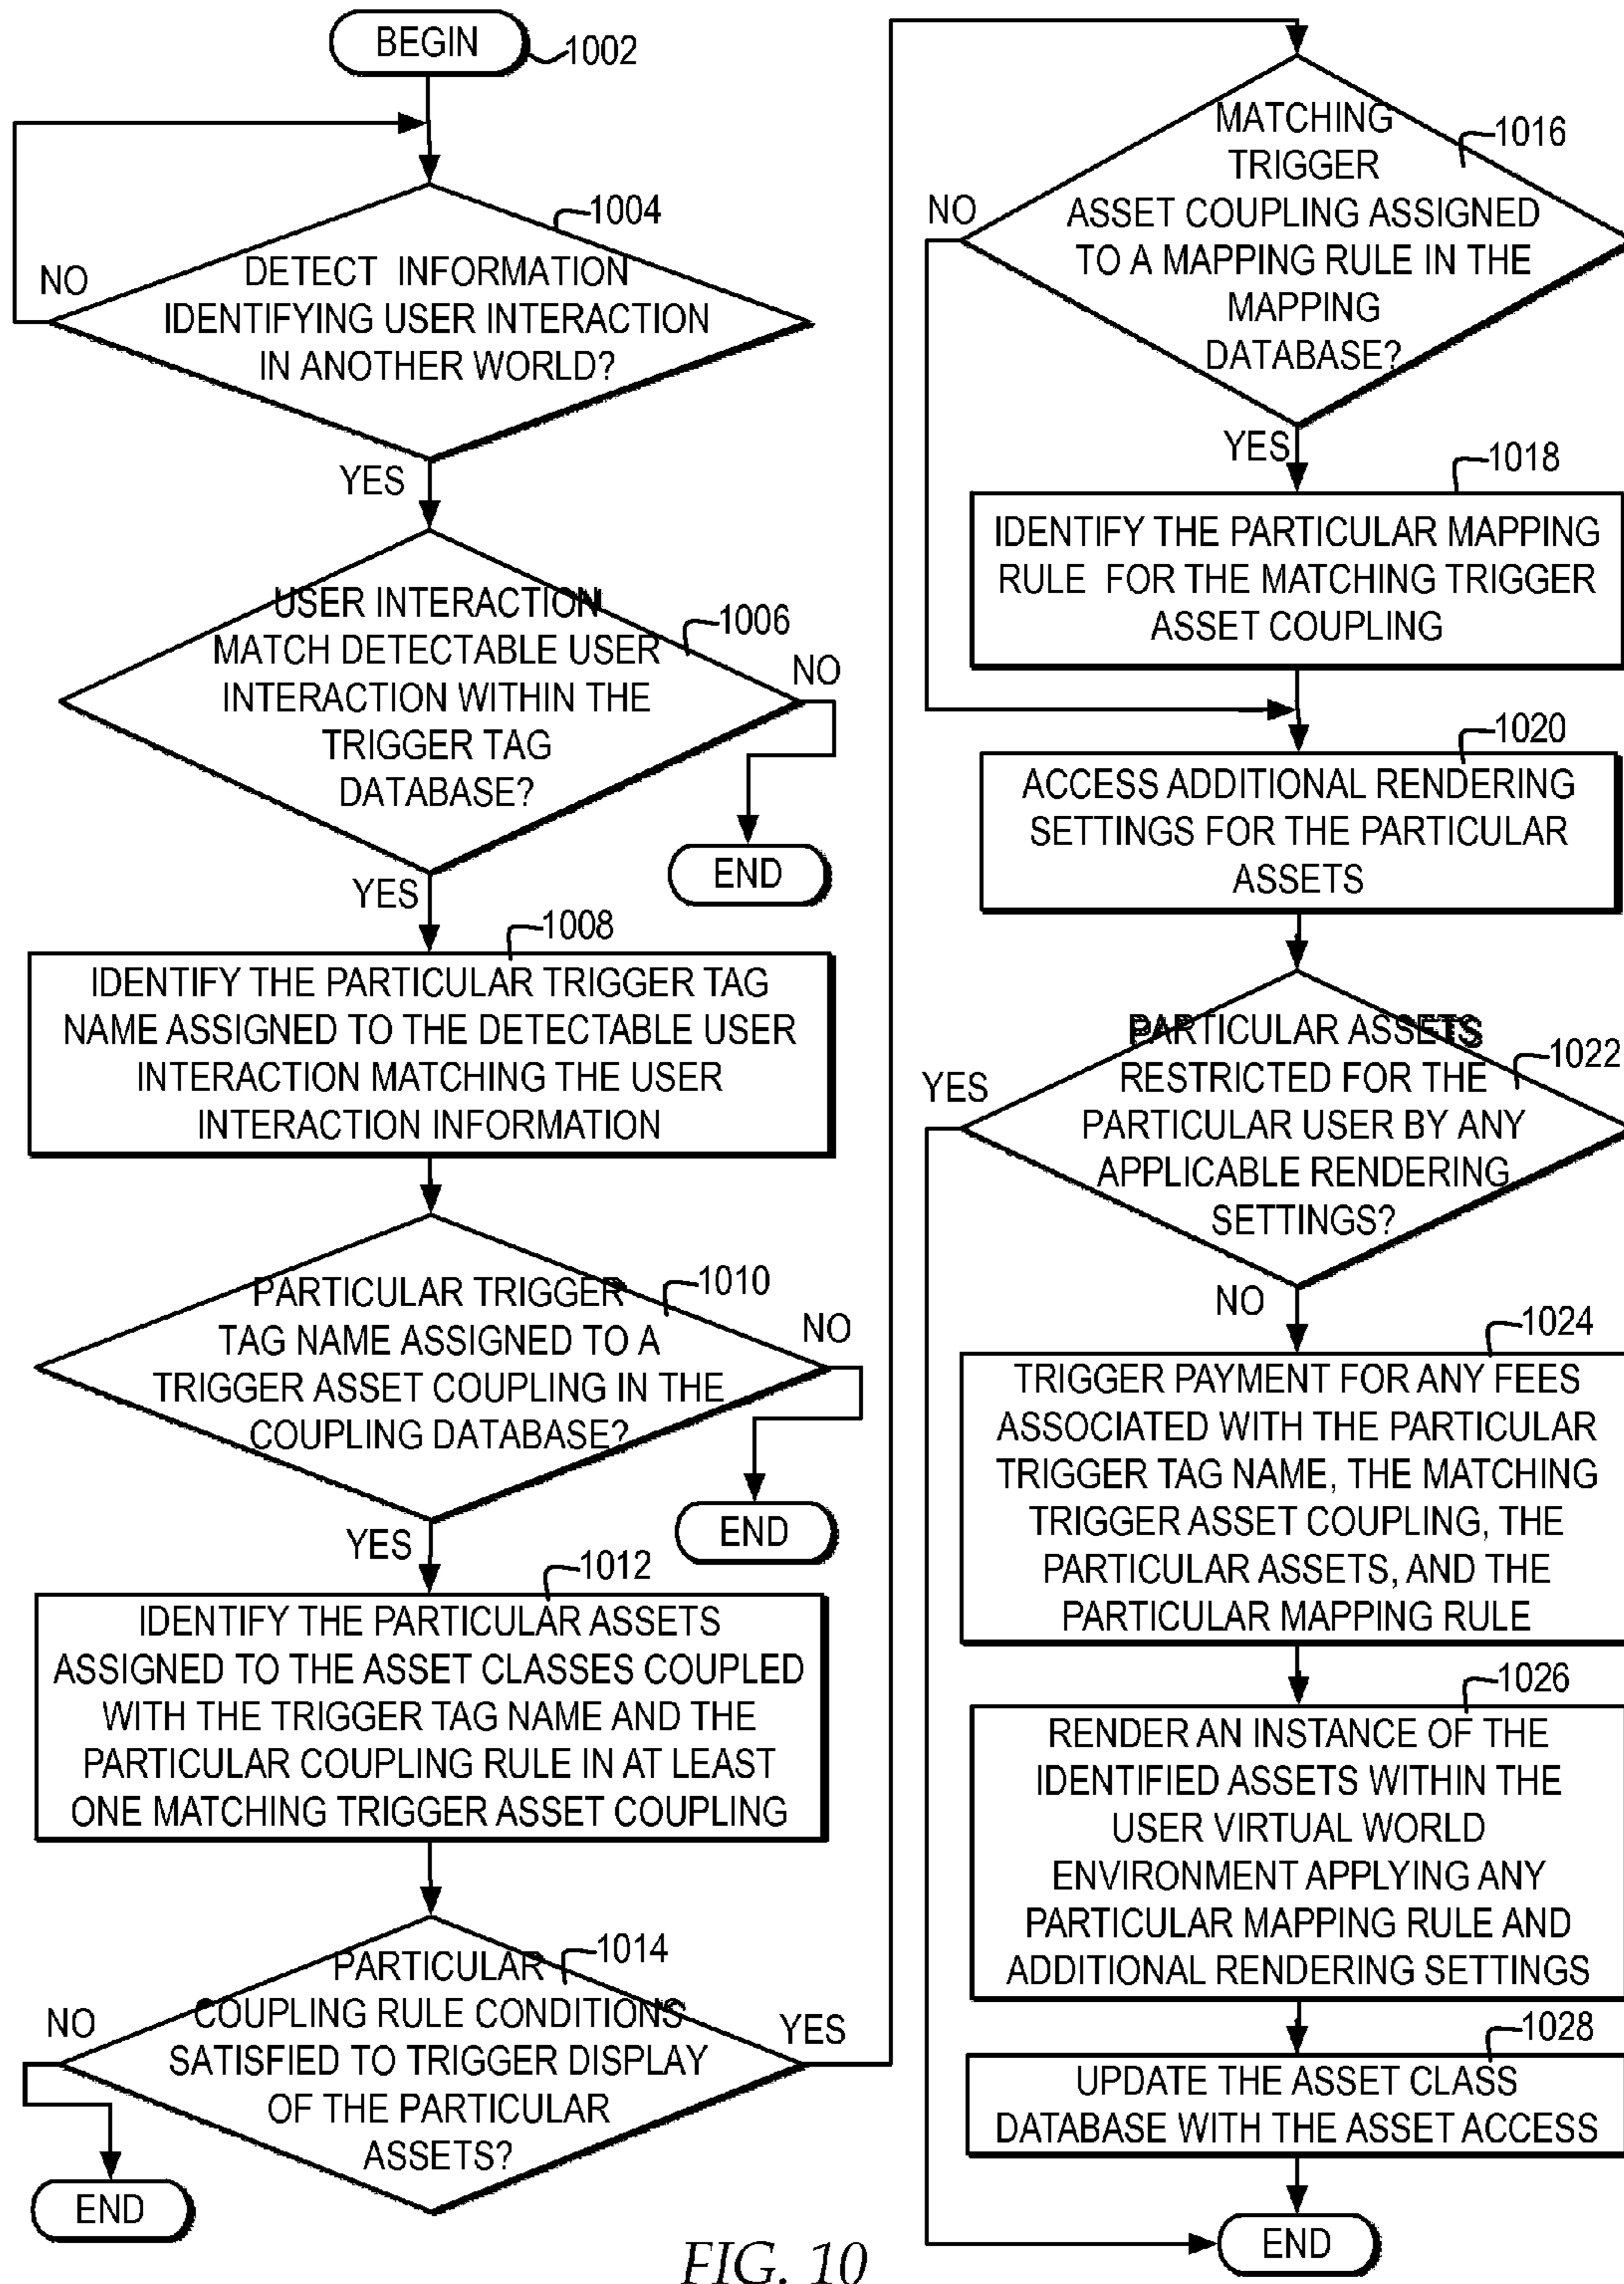 BEGIN
1002
1004
NO
DETECT INFORMATION
IDENTIFYING USER INTERACTION
IN ANOTHER WORLD?
YES
USER INTERACTION
MATCH DETECTABLE USER
INTERACTION WITHIN THE
TRIGGER TAG
DATABASE?
1006
NO
END
YES
1008
IDENTIFY THE PARTICULAR TRIGGER TAG
NAME ASSIGNED TO THE DETECTABLE USER
INTERACTION MATCHING THE USER
INTERACTION INFORMATION
PARTICULAR TRIGGER
TAG NAME ASSIGNED TO A
TRIGGER ASSET COUPLING IN THE
COUPLING DATABASE?
1010
NO
END
YES
1012
IDENTIFY THE PARTICULAR ASSETS
ASSIGNED TO THE ASSET CLASSES COUPLED
WITH THE TRIGGER TAG NAME AND THE
PARTICULAR COUPLING RULE IN AT LEAST
ONE MATCHING TRIGGER ASSET COUPLING
1014
PARTICULAR
COUPLING RULE CONDITIONS
SATISFIED TO TRIGGER DISPLAY
OF THE PARTICULAR
ASSETS?
NO
YES
END
MATCHING
TRIGGER
ASSET COUPLING ASSIGNED
TO A MAPPING RULE IN THE
MAPPING
DATABASE?
1016
NO
YES
1018
IDENTIFY THE PARTICULAR MAPPING
RULE FOR THE MATCHING TRIGGER
ASSET COUPLING
1020
ACCESS ADDITIONAL RENDERING
SETTINGS FOR THE PARTICULAR
ASSETS
PARTICULAR ASSETS
RESTRICTED FOR THE
PARTICULAR USER BY ANY
APPLICABLE RENDERING
SETTINGS?
1022
YES
NO
1024
TRIGGER PAYMENT FOR ANY FEES
ASSOCIATED WITH THE PARTICULAR
TRIGGER TAG NAME, THE MATCHING
TRIGGER ASSET COUPLING, THE
PARTICULAR ASSETS, AND THE
PARTICULAR MAPPING RULE
1026
RENDER AN INSTANCE OF THE
IDENTIFIED ASSETS WITHIN THE
USER VIRTUAL WORLD
ENVIRONMENT APPLYING ANY
PARTICULAR MAPPING RULE AND
ADDITIONAL RENDERING SETTINGS
1028
UPDATE THE ASSET CLASS
DATABASE WITH THE ASSET ACCESS
END
FIG. 10